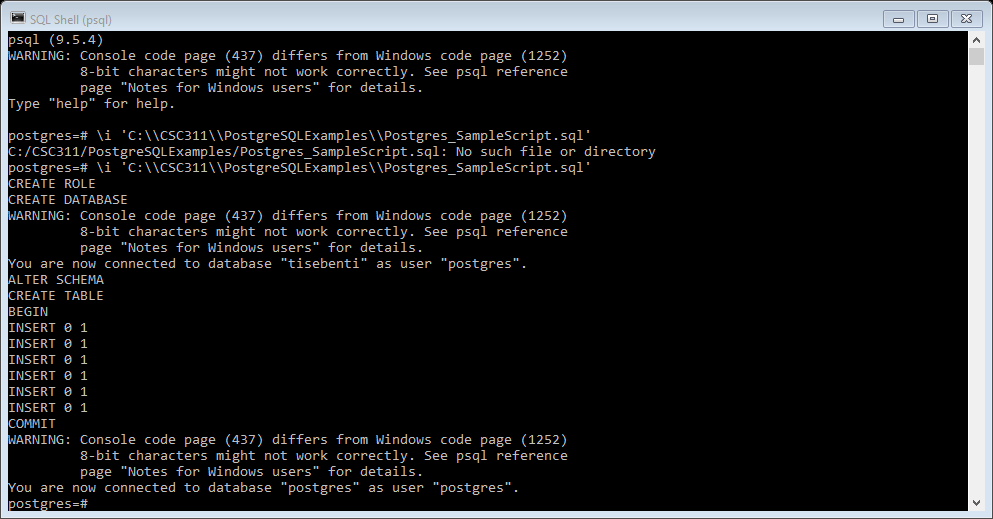 SQL Shell (psql)
psql (9.5.4)
WARNING: Console code page (437) differs from Windows code page (1252)
         8-bit characters might not work correctly. See psql reference
         page "Notes for Windows users" for details.
Type "help" for help.

postgres=# \i 'C:\\CSC311\\PostgreSQLExamples\\Postgres_SampleScript.sql'
C:/CSC311/PostgreSQLExamples/Postgres_SampleScript.sql: No such file or directory
postgres=# \i 'C:\\CSC311\\PostgreSQLExamples\\Postgres_SampleScript.sql'
CREATE ROLE
CREATE DATABASE
WARNING: Console code page (437) differs from Windows code page (1252)
         8-bit characters might not work correctly. See psql reference
         page "Notes for Windows users" for details.
You are now connected to database "tisebenti" as user "postgres".
ALTER SCHEMA
CREATE TABLE
BEGIN
INSERT 0 1
INSERT 0 1
INSERT 0 1
INSERT 0 1
INSERT 0 1
INSERT 0 1
COMMIT
WARNING: Console code page (437) differs from Windows code page (1252)
         8-bit characters might not work correctly. See psql reference
         page "Notes for Windows users" for details.
You are now connected to database "postgres" as user "postgres".
postgres=#